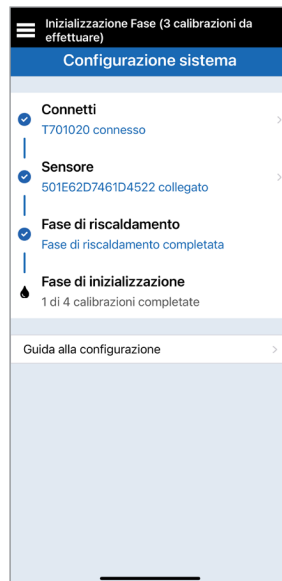 Inizializzazione Fase (3 calibrazioni da
effettuare)
Configurazione sistema
Connetti
T701020 connesso
Sensore
501E62D7461D4522 collegato
Fase di riscaldamento
Fase di riscaldamento completata
Fase di inizializzazione
1 di 4 calibrazioni completate
Guida alla configurazione